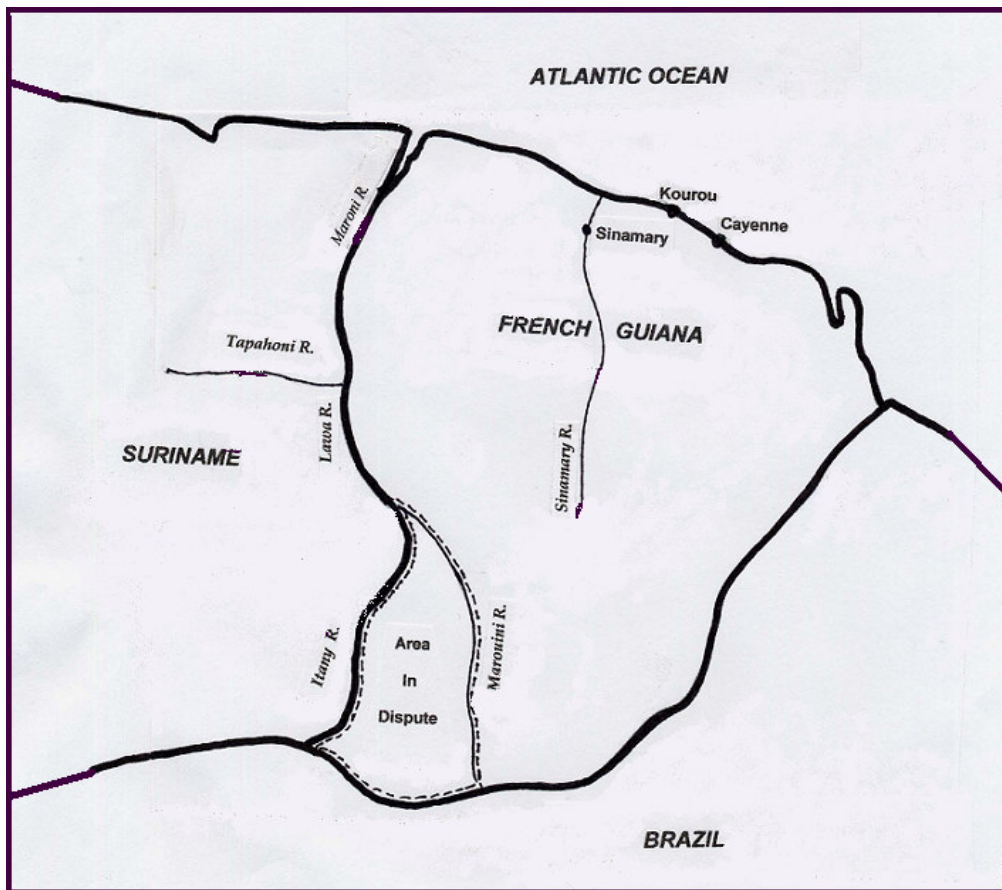 ATLANTIC OCEAN
Maroni R.
Kourou
Cayenne
Sinamary
FRENCH GUIANA
Tapahoni R.
Lawa R.
SURINAME
Sinamary R.
Itany R.
Area
In
Dispute
Marouini R.
BRAZIL